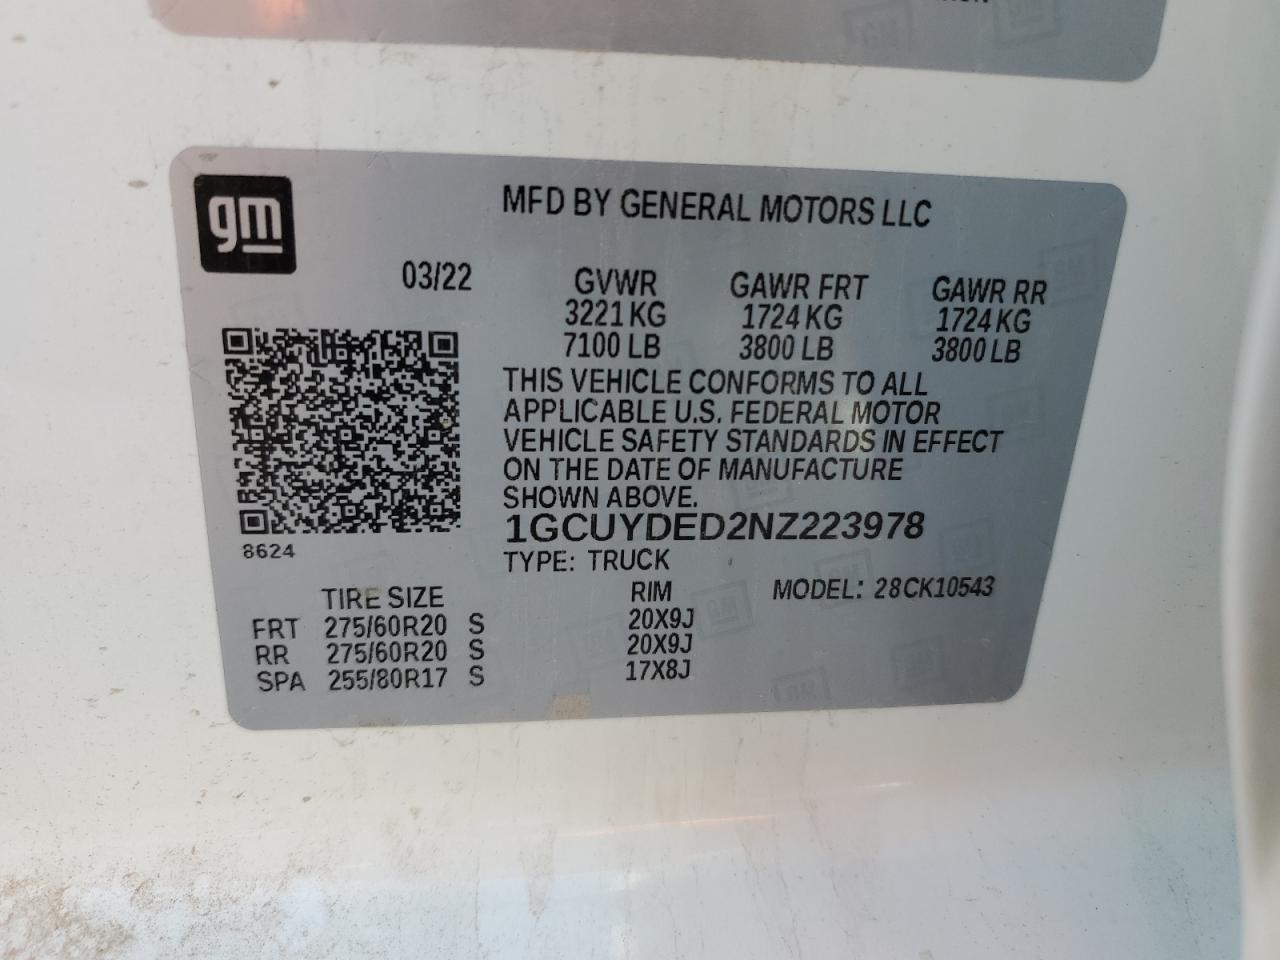 gm
MFD BY GENERAL MOTORS LLC
03/22 GVWR GAWR FRT GAWR RR
3221 KG 1724 KG 1724 KG
7100 LB 3800 LB 3800 LB
THIS VEHICLE CONFORMS TO ALL
APPLICABLE U.S. FEDERAL MOTOR
VEHICLE SAFETY STANDARDS IN EFFECT
ON THE DATE OF MANUFACTURE
SHOWN ABOVE.
1GCUYDED2NZ223978
8624
TYPE: TRUCK
TIRE SIZE RIM MODEL: 28CK10543
FRT 275/60R20 S 20X9J
RR 275/60R20 S 20X9J
SPA 255/80R17 S 17X8J